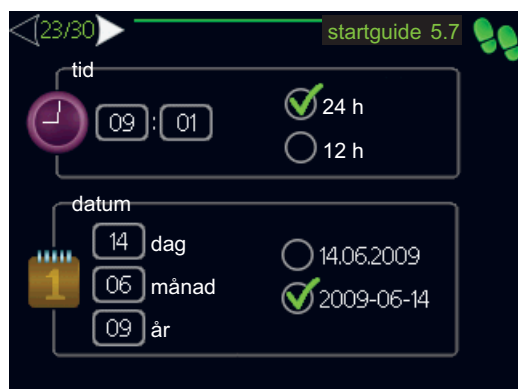 23/30
startguide 5.7
tid
09 : 01
24 h
12 h
datum
14 dag
06 månad
09 år
14.06.2009
2009-06-14
1